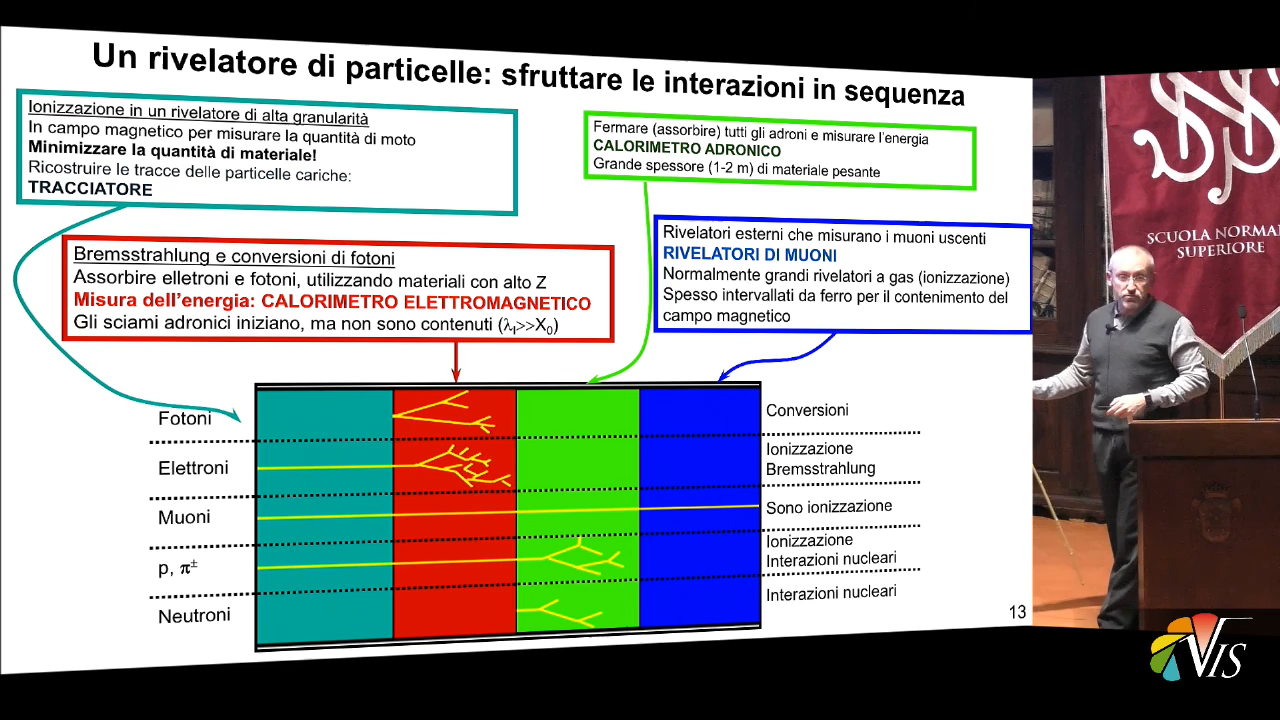 Un rivelatore di particelle: sfruttare le interazioni in sequenza
Ionizzazione in un rivelatore di alta granularità
In campo magnetico per misurare la quantità di moto
Minimizzare la quantità di materiale!
Ricostruire le tracce delle particelle cariche:
TRACCIATORE
Fermare (assorbire) tutti gli adroni e misurare l'energia
CALORIMETRO ADRONICO
Grande spessore (1-2 m) di materiale pesante
Bremsstrahlung e conversioni di fotoni
Assorbire elletroni e fotoni, utilizzando materiali con alto Z
Misura dell'energia: CALORIMETRO ELETTROMAGNETICO
Gli sciami adronici iniziano, ma non sono contenuti (λI>>X0)
Rivelatori esterni che misurano i muoni uscenti
RIVELATORI DI MUONI
Normalmente grandi rivelatori a gas (ionizzazione)
Spesso intervallati da ferro per il contenimento del
campo magnetico
Fotoni
Elettroni
Muoni
p, π±
Neutroni
Conversioni
Ionizzazione
Bremsstrahlung
Sono ionizzazione
Ionizzazione
Interazioni nucleari
Interazioni nucleari
13
SCUOLA NORMA
SUPERIORE
VIS